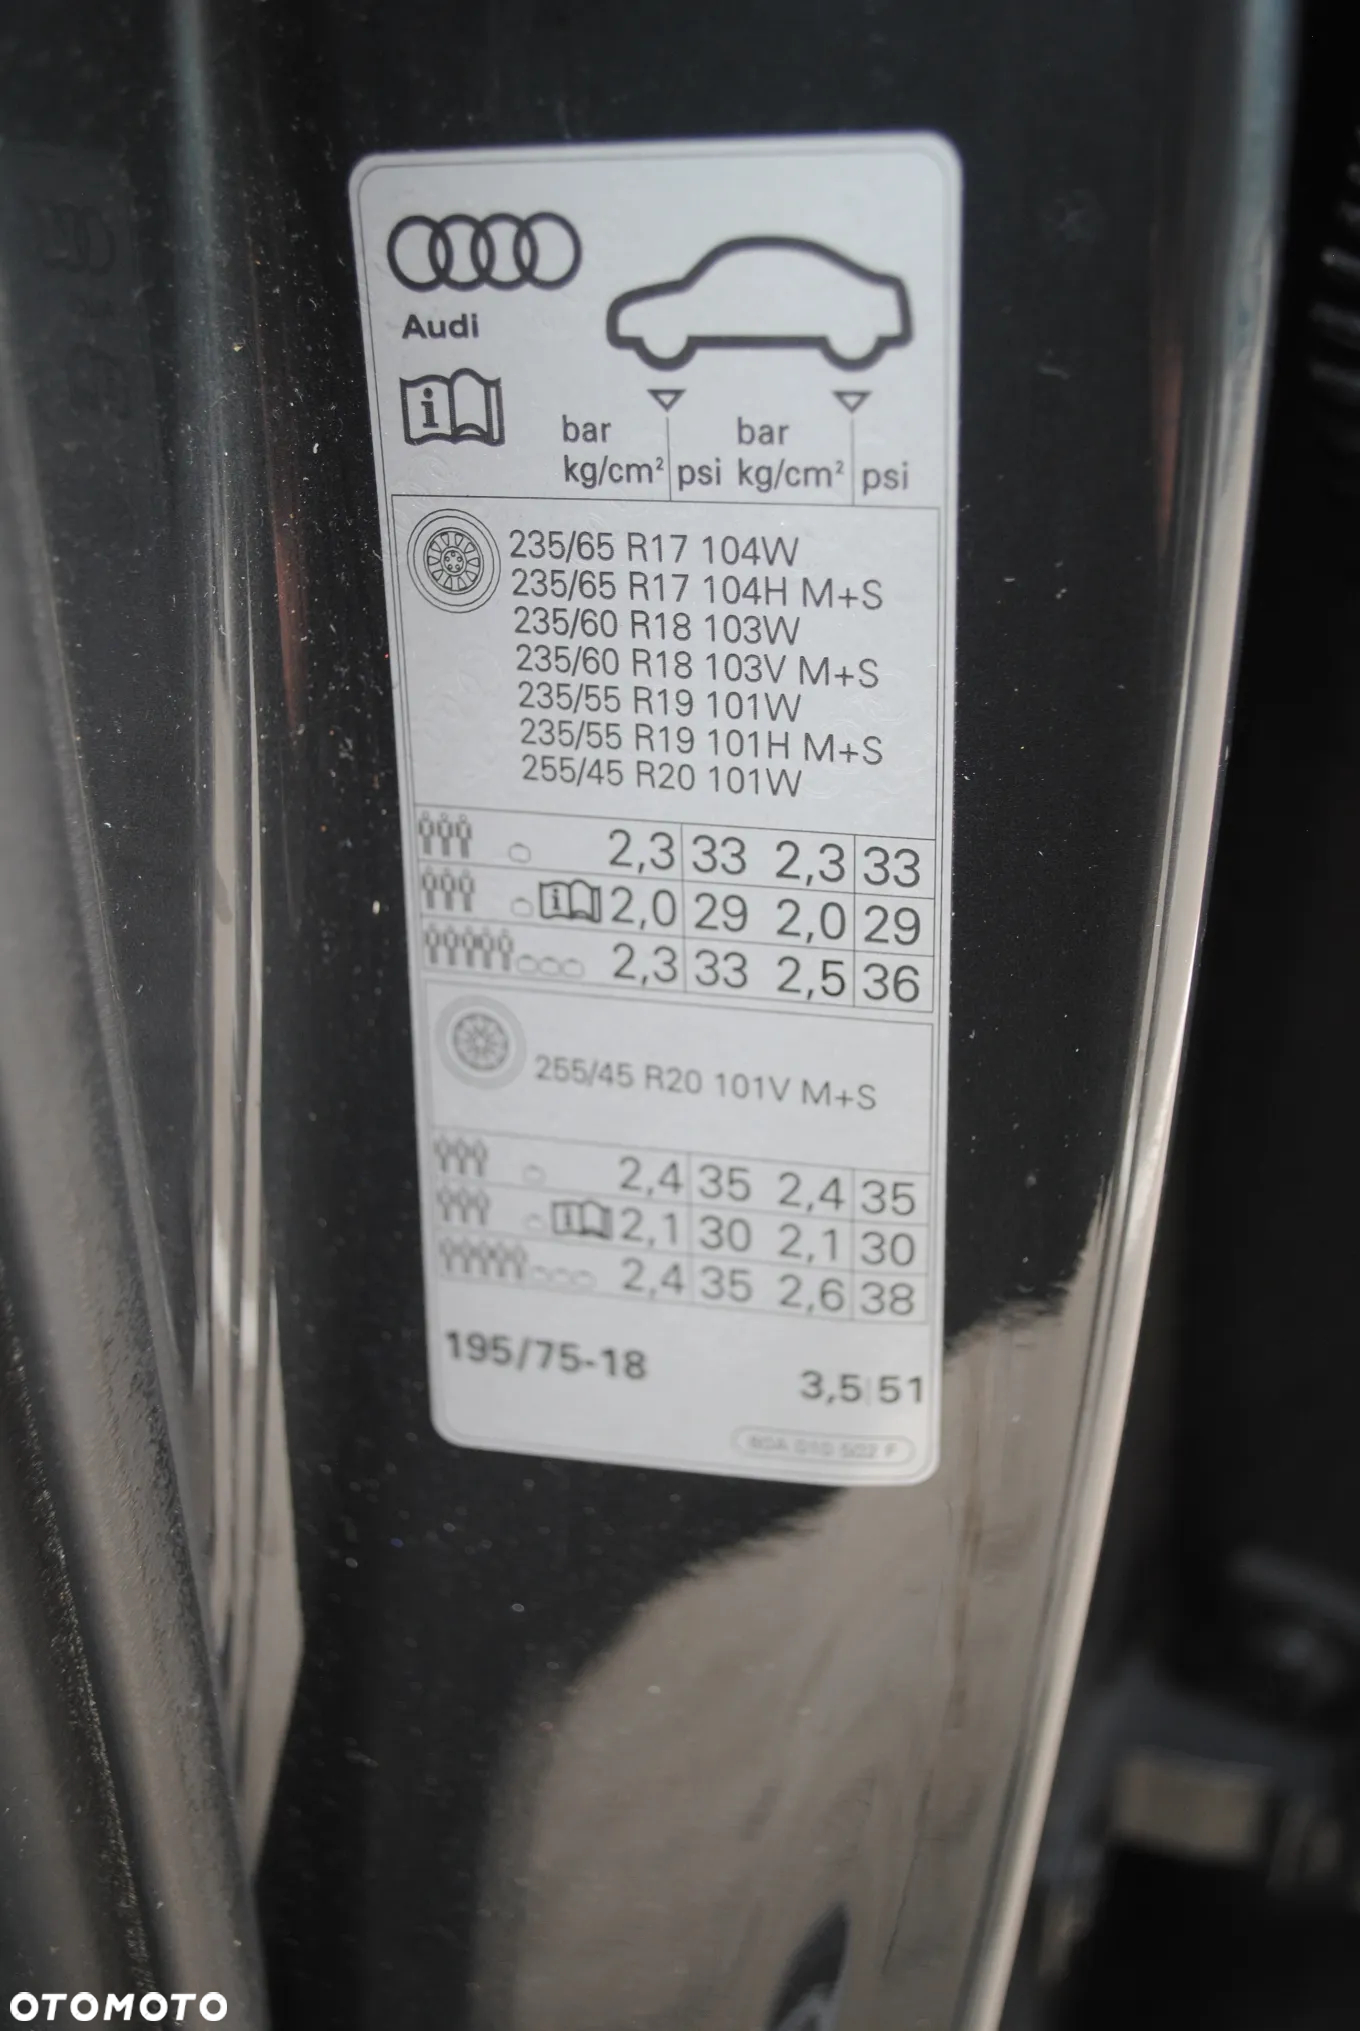 Audi
i
bar bar
kg/cm² psi kg/cm² psi
235/65 R17 104W
235/65 R17 104H M+S
235/60 R18 103W
235/60 R18 103V M+S
235/55 R19 101W
235/55 R19 101H M+S
255/45 R20 101W
2,3 33 2,3 33
i 2,0 29 2,0 29
2,3 33 2,5 36
255/45 R20 101V M+S
2,4 35 2,4 35
i 2,1 30 2,1 30
2,4 35 2,6 38
195/75-18 3,5 51
80A 010 502 F
OTOMOTO